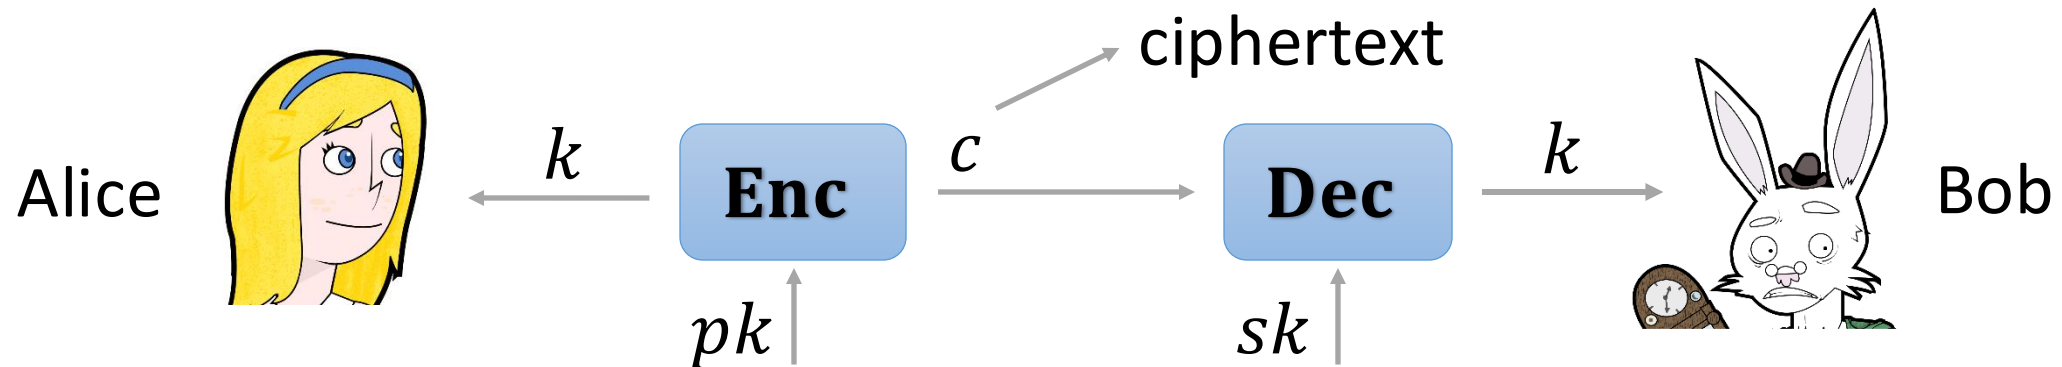 ciphertext
Alice
k
Enc
c
Dec
k
Bob
pk
sk